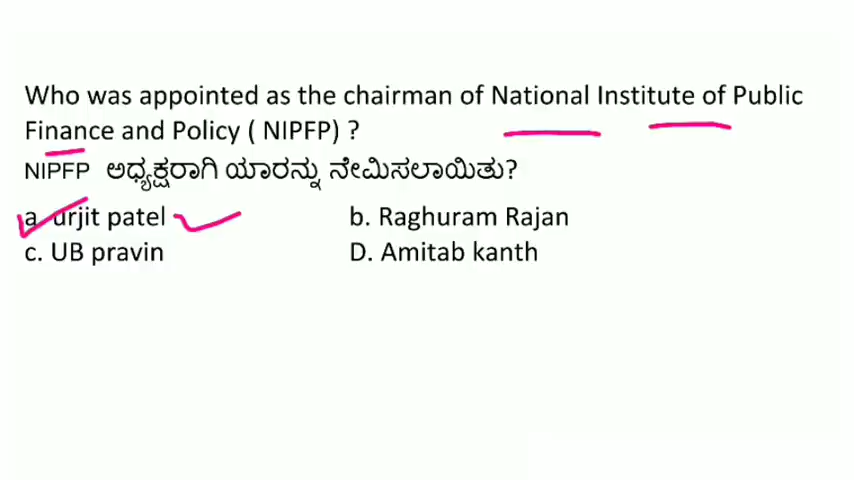 Who was appointed as the chairman of National Institute of Public
Finance and Policy ( NIPFP) ?
NIPFP ಅಧ್ಯಕ್ಷರಾಗಿ ಯಾರನ್ನು ನೇಮಿಸಲಾಯಿತು?
a. urjit patel b. Raghuram Rajan
c. UB pravin D. Amitab kanth